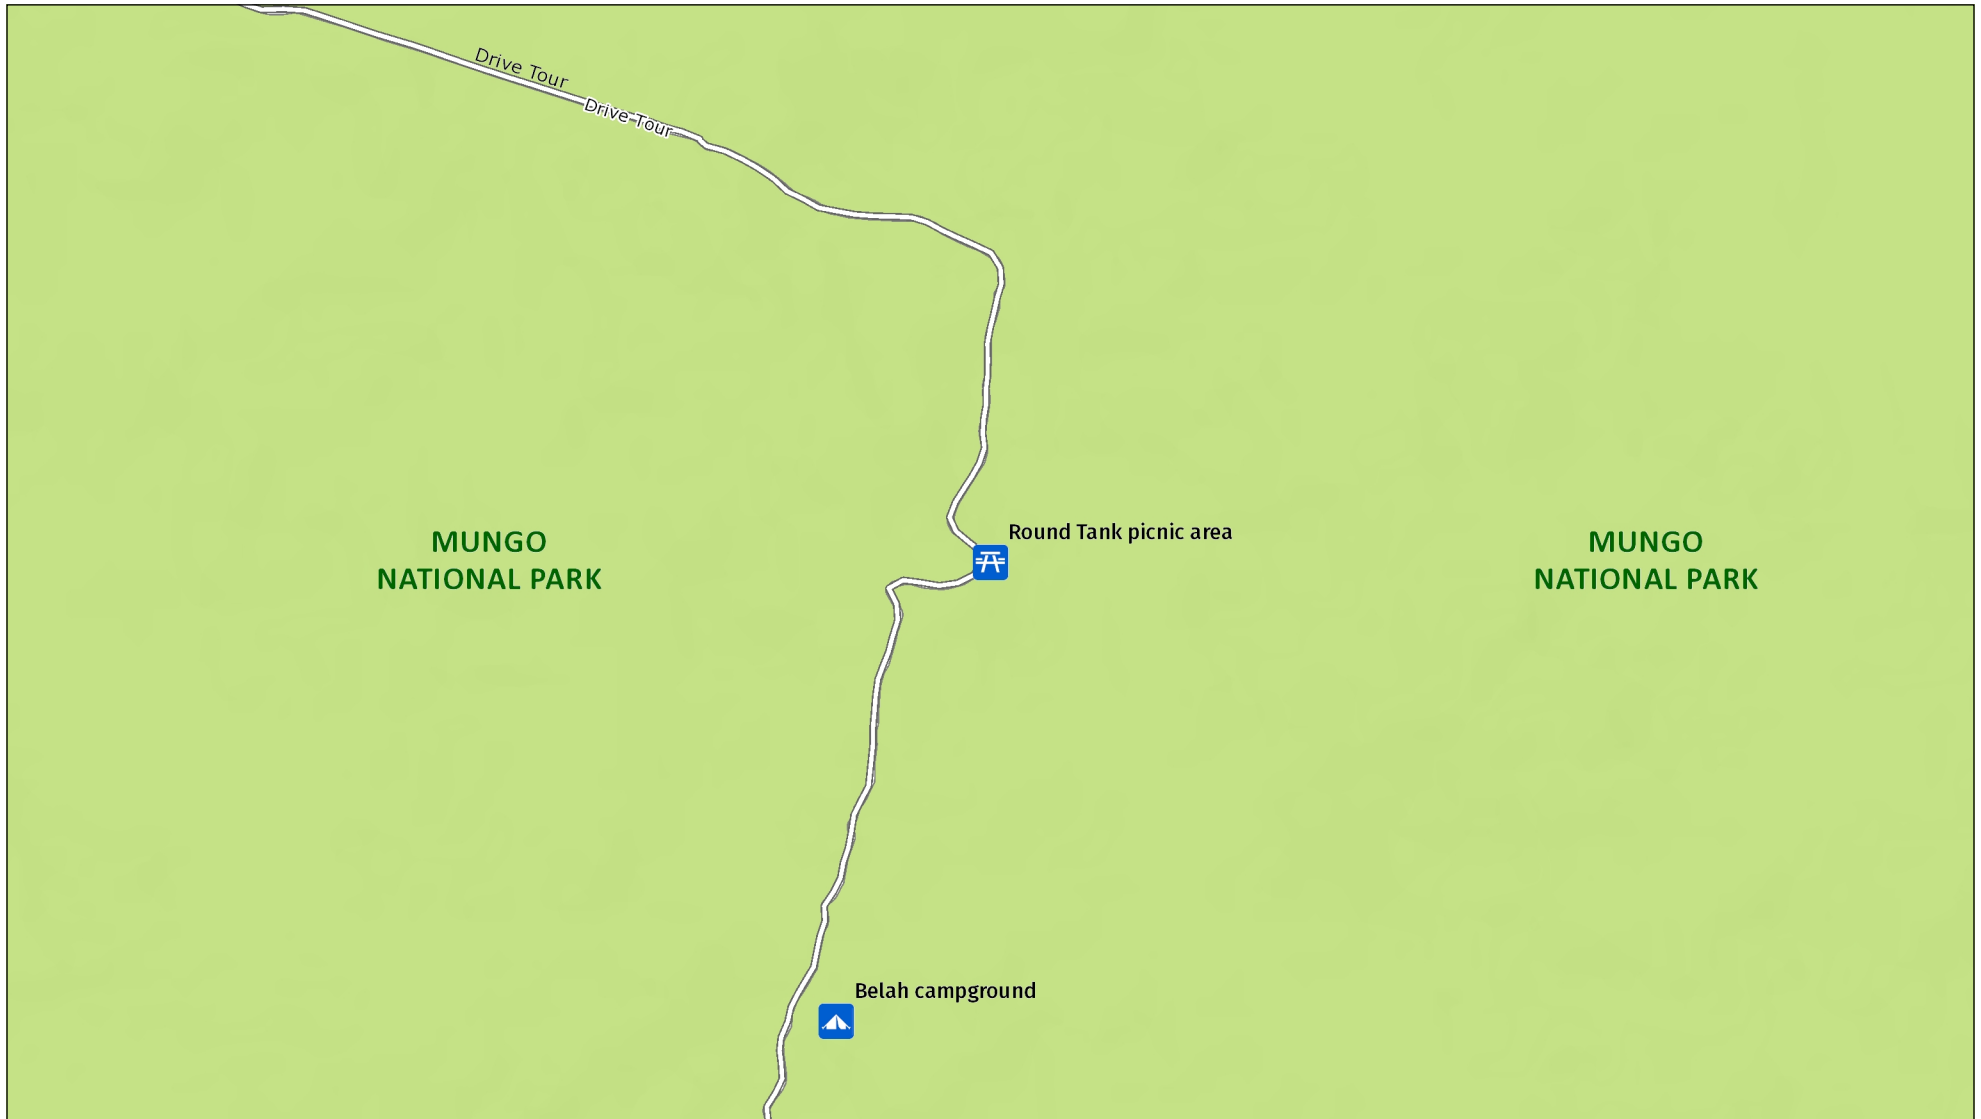 Drive Tour
Drive Tour
Round Tank picnic area
MUNGO
NATIONAL PARK
MUNGO
NATIONAL PARK
Belah campground